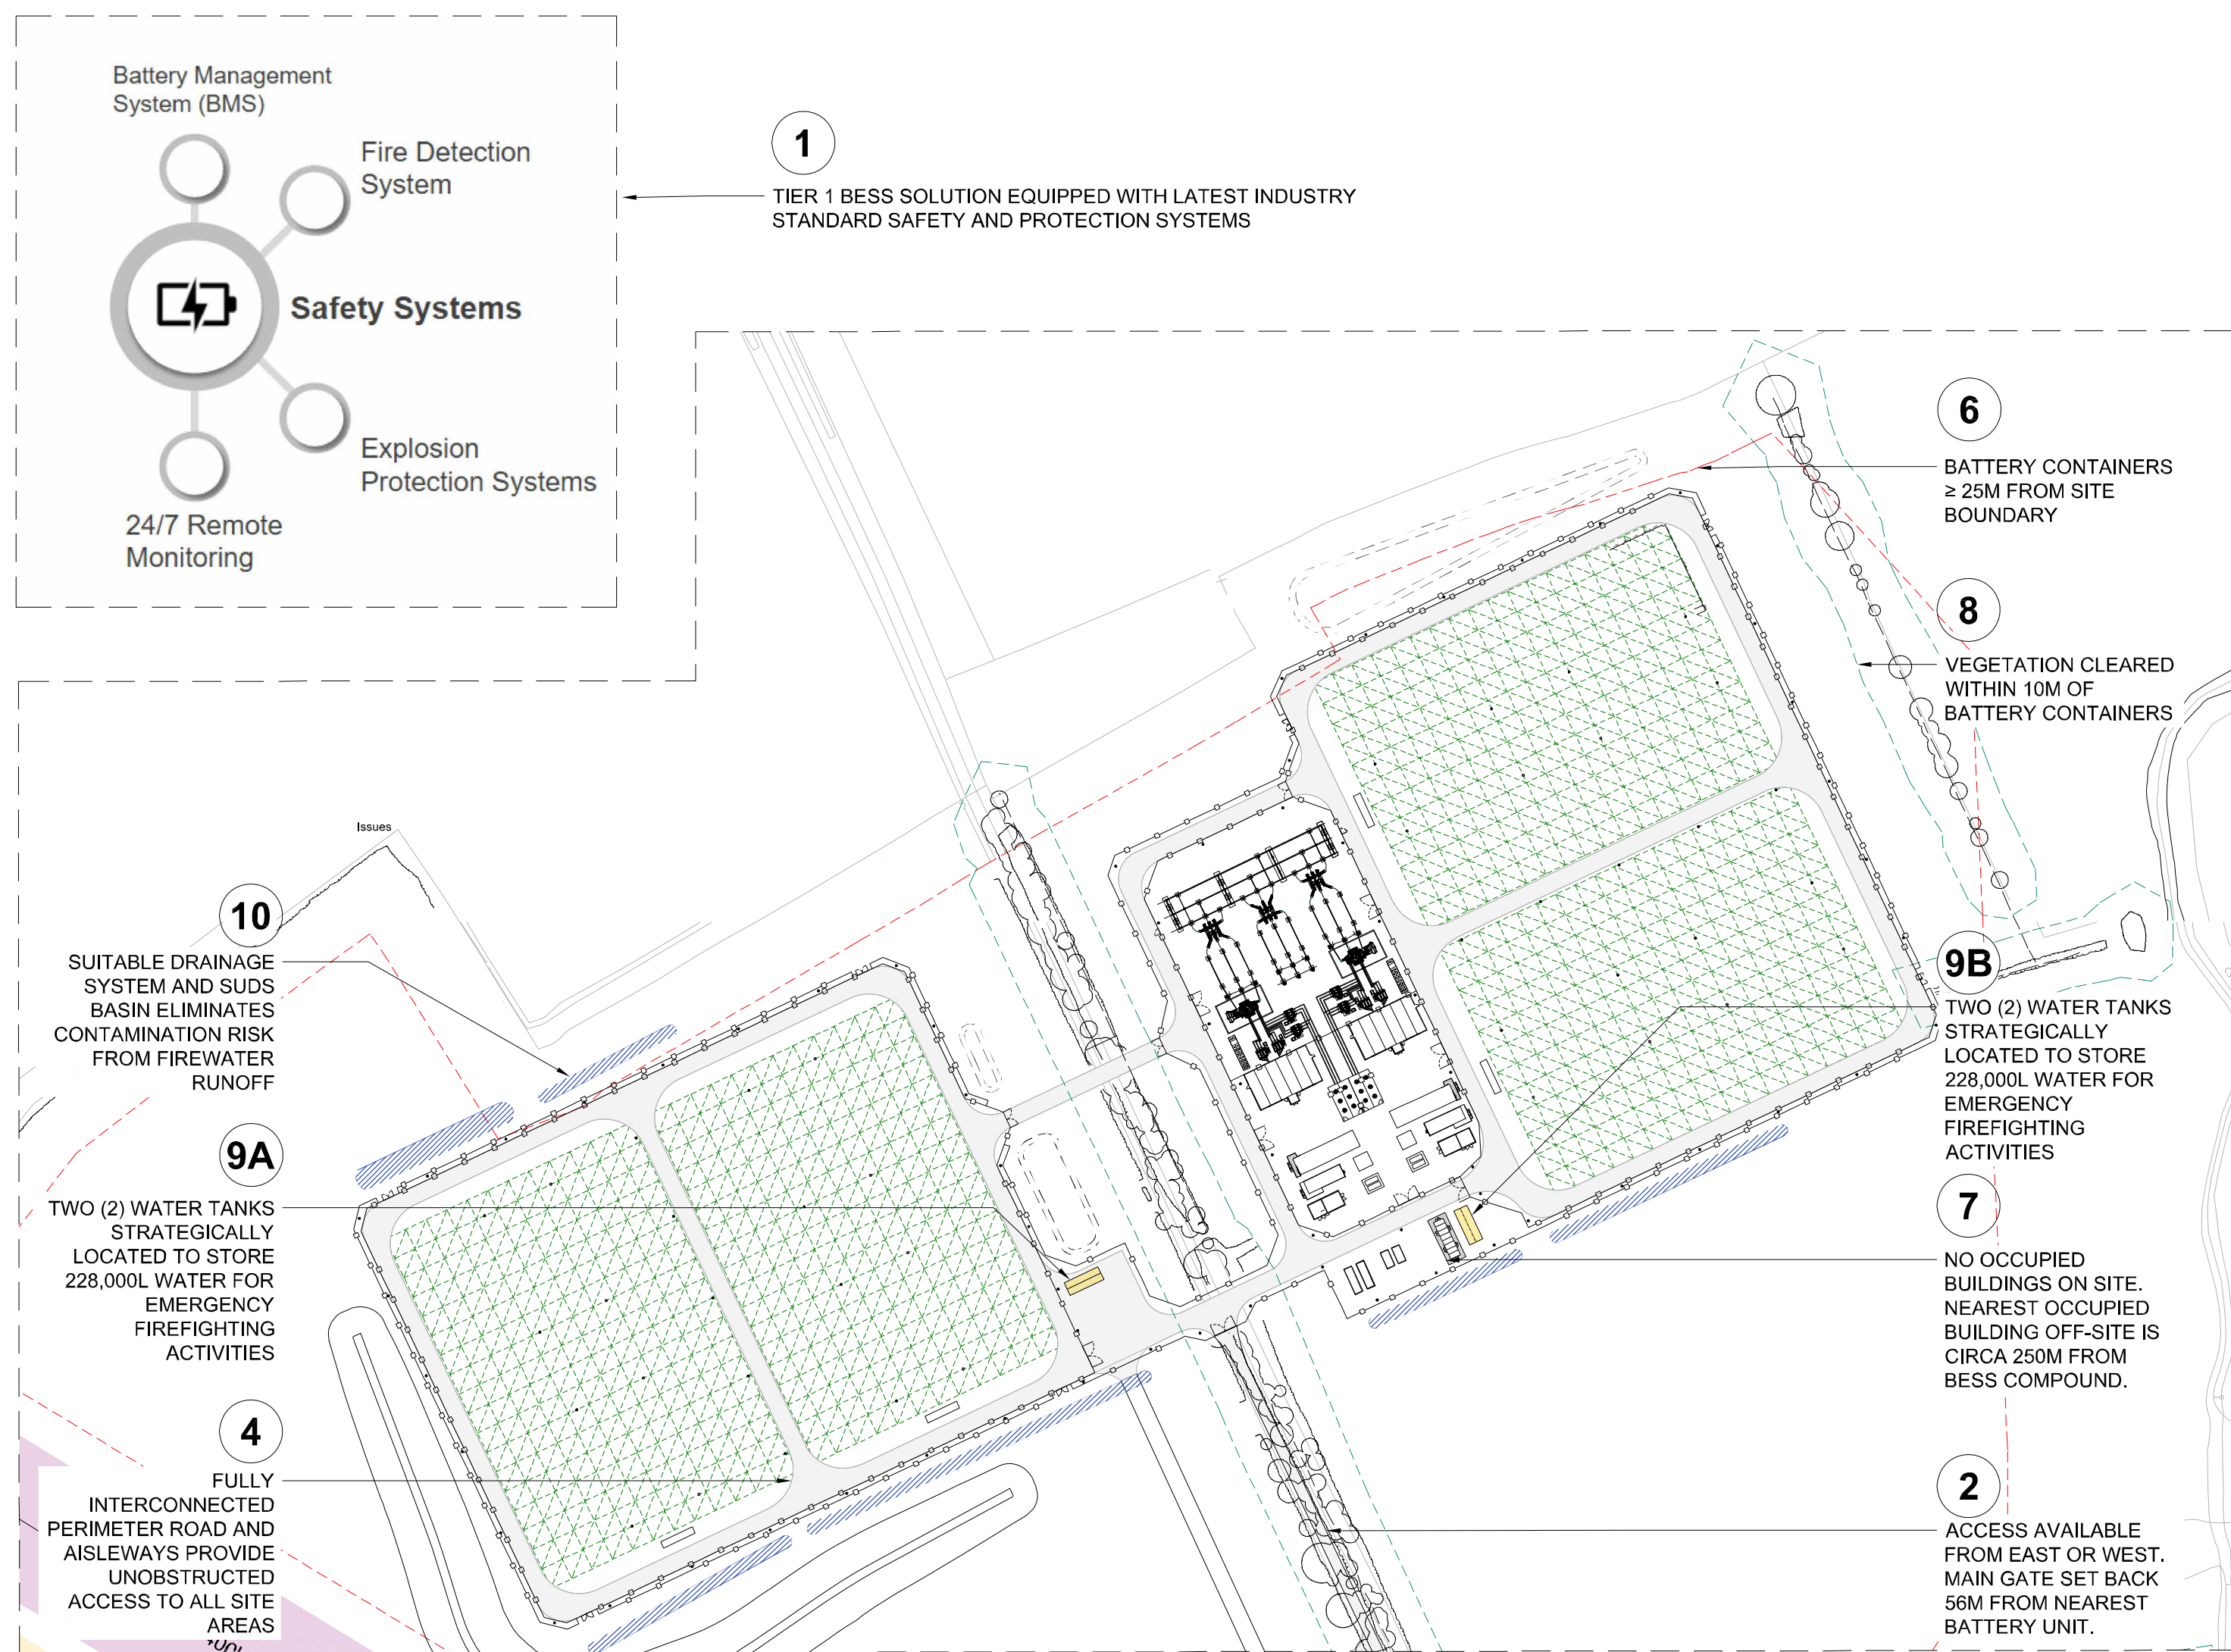 Battery Management
System (BMS)
Fire Detection
System
Safety Systems
Explosion
Protection Systems
24/7 Remote
Monitoring
1
TIER 1 BESS SOLUTION EQUIPPED WITH LATEST INDUSTRY
STANDARD SAFETY AND PROTECTION SYSTEMS
6
BATTERY CONTAINERS
≥ 25M FROM SITE
BOUNDARY
8
VEGETATION CLEARED
WITHIN 10M OF
BATTERY CONTAINERS
Issues
10
SUITABLE DRAINAGE
SYSTEM AND SUDS
BASIN ELIMINATES
CONTAMINATION RISK
FROM FIREWATER
RUNOFF
9B
TWO (2) WATER TANKS
STRATEGICALLY
LOCATED TO STORE
228,000L WATER FOR
EMERGENCY
FIREFIGHTING
ACTIVITIES
9A
TWO (2) WATER TANKS
STRATEGICALLY
LOCATED TO STORE
228,000L WATER FOR
EMERGENCY
FIREFIGHTING
ACTIVITIES
7
NO OCCUPIED
BUILDINGS ON SITE.
NEAREST OCCUPIED
BUILDING OFF-SITE IS
CIRCA 250M FROM
BESS COMPOUND.
4
FULLY
INTERCONNECTED
PERIMETER ROAD AND
AISLEWAYS PROVIDE
UNOBSTRUCTED
ACCESS TO ALL SITE
AREAS
2
ACCESS AVAILABLE
FROM EAST OR WEST.
MAIN GATE SET BACK
56M FROM NEAREST
BATTERY UNIT.